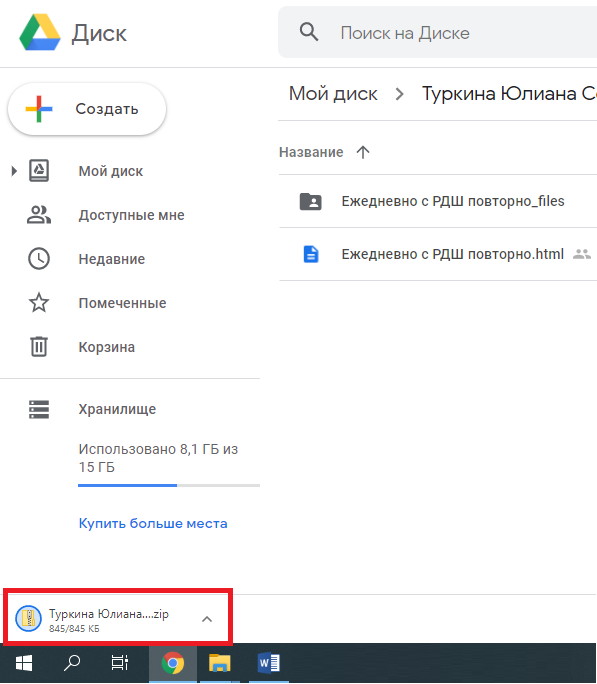 Диск
Поиск на Диске
Создать
Мой диск
Туркина Юлиана С
Название
Мой диск
Доступные мне
Недавние
Помеченные
Корзина
Ежедневно с РДШ повторно_files
Ежедневно с РДШ повторно.html
Хранилище
Использовано 8,1 ГБ из
15 ГБ
Купить больше места
Туркина Юлиана....zip
845/845 КБ